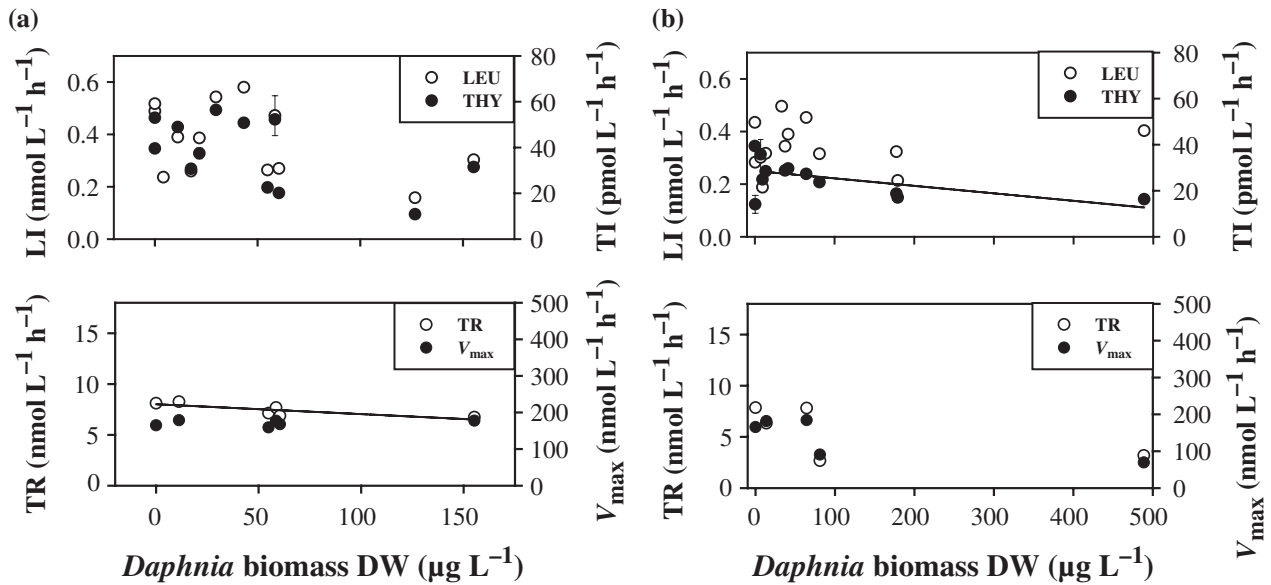 (a)
LI (nmol L−1 h−1)
0.6
0.4
0.2
0.0
LEU
THY
80
60
40
20
0
TI (pmol L−1 h−1)
TR (nmol L−1 h−1)
15
10
5
0
TR
Vmax
500
400
300
200
100
0
Vmax (nmol L−1 h−1)
0 50 100 150
Daphnia biomass DW (µg L−1)
(b)
LI (nmol L−1 h−1)
0.6
0.4
0.2
0.0
LEU
THY
80
60
40
20
0
TI (pmol L−1 h−1)
TR (nmol L−1 h−1)
15
10
5
0
TR
Vmax
500
400
300
200
100
0
Vmax (nmol L−1 h−1)
0 100 200 300 400 500
Daphnia biomass DW (µg L−1)